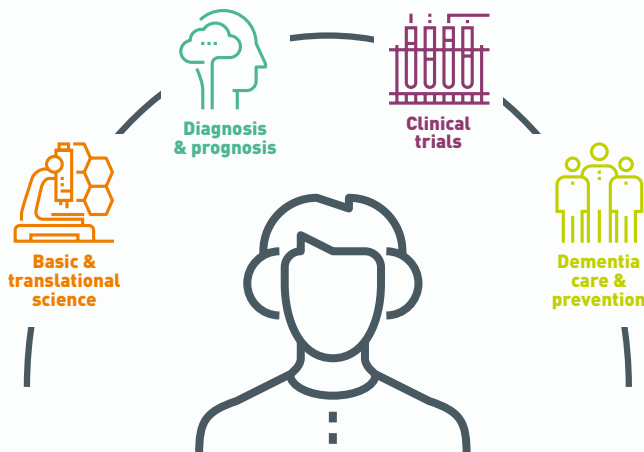 Diagnosis
& prognosis
Clinical
trials
Basic &
translational
science
Dementia
care &
prevention